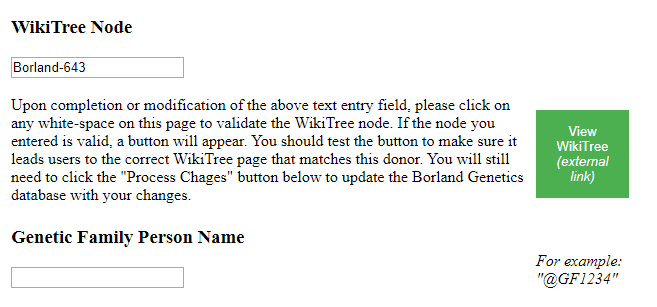 WikiTree Node
Borland-643
Upon completion or modification of the above text entry field, please click on
any white-space on this page to validate the WikiTree node. If the node you
entered is valid, a button will appear. You should test the button to make sure it
leads users to the correct WikiTree page that matches this donor. You will still
need to click the "Process Chages" button below to update the Borland Genetics
database with your changes.
View
WikiTree
(external
link)
Genetic Family Person Name
For example:
"@GF1234"